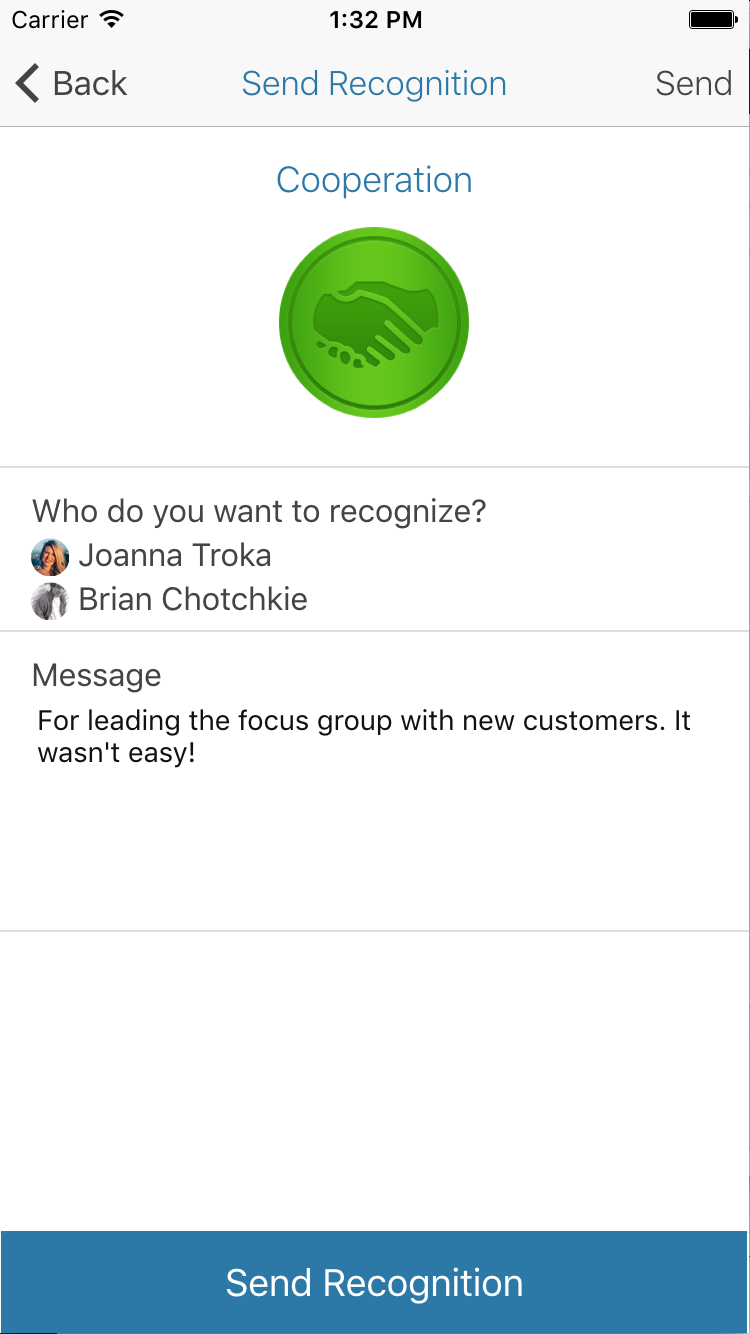 Carrier 1:32 PM
Back Send Recognition Send
Cooperation
Who do you want to recognize?
Joanna Troka
Brian Chotchkie
Message
For leading the focus group with new customers. It
wasn't easy!
Send Recognition